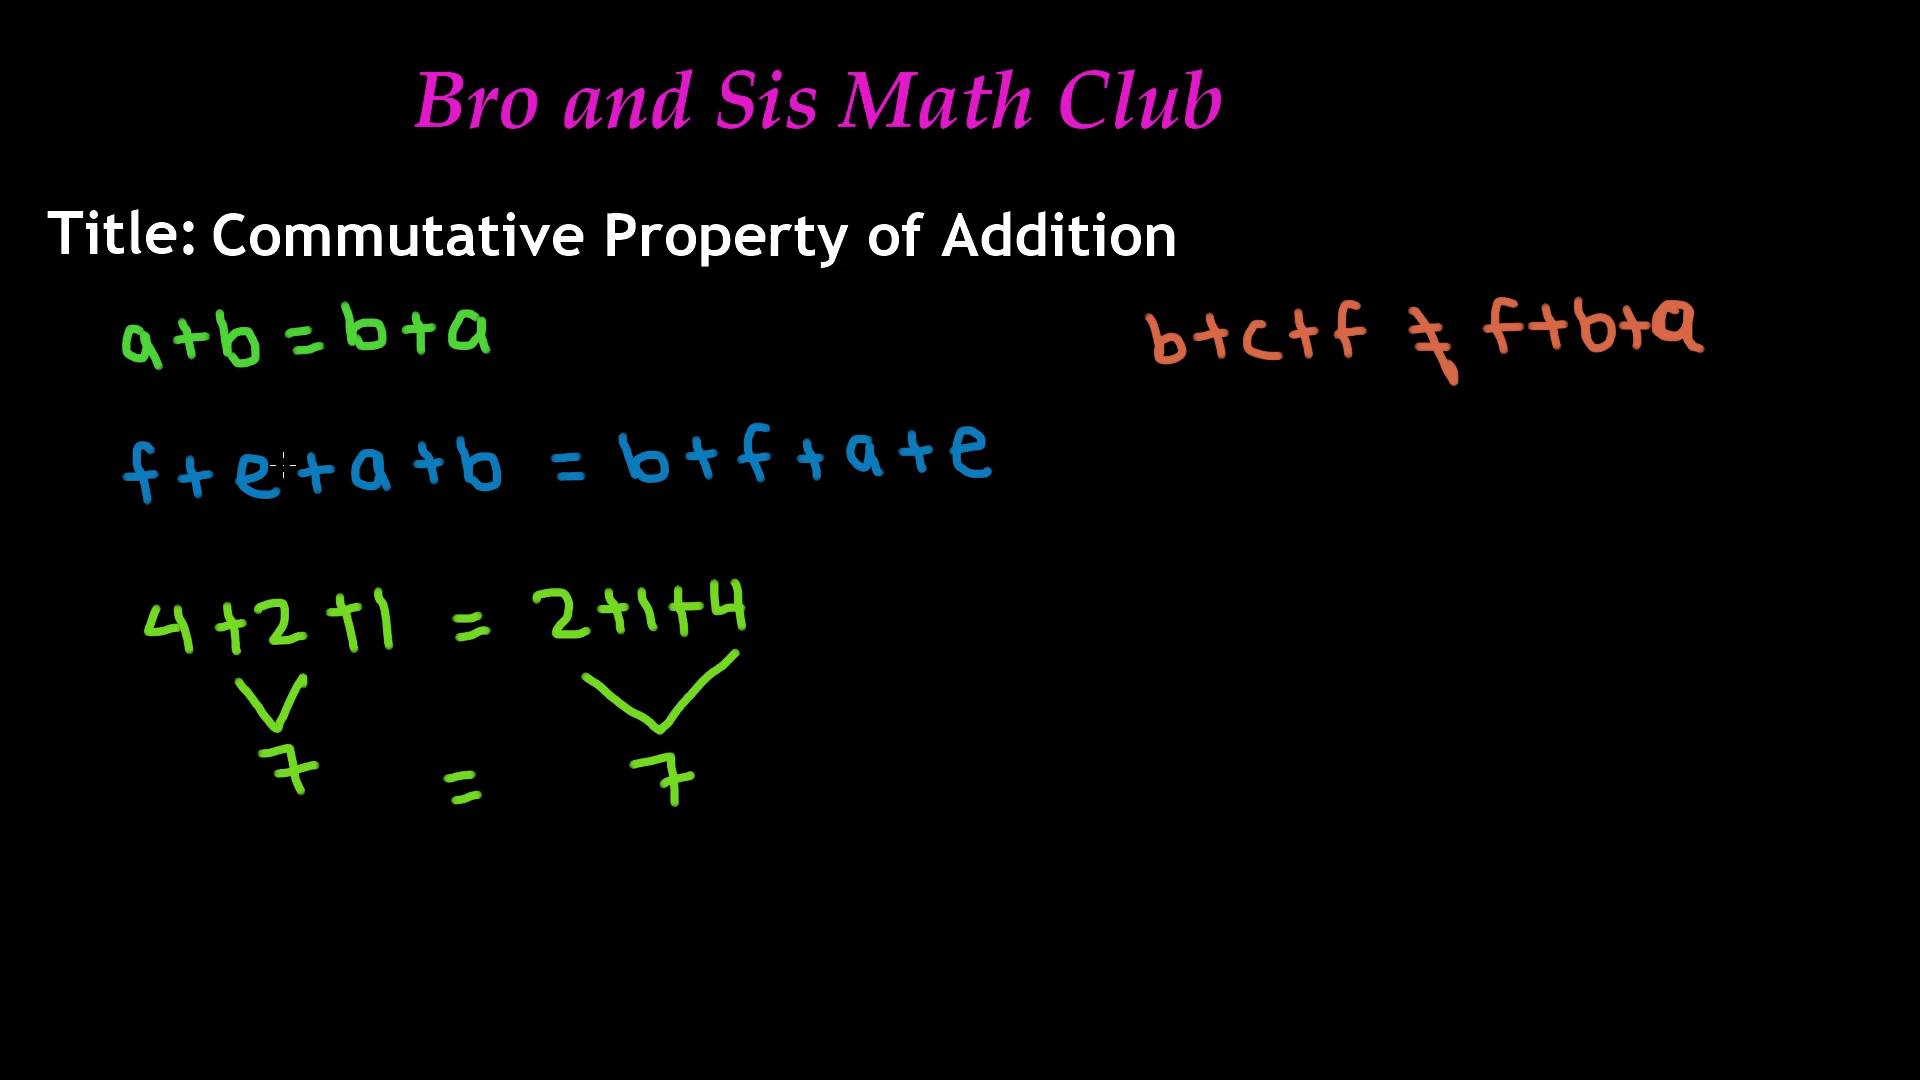 Bro and Sis Math Club
Title: Commutative Property of Addition
a+b=b+a
b+c+f ≠ f+b+a
f+e+a+b = b+f+a+e
4+2+1 = 2+1+4
7 = 7